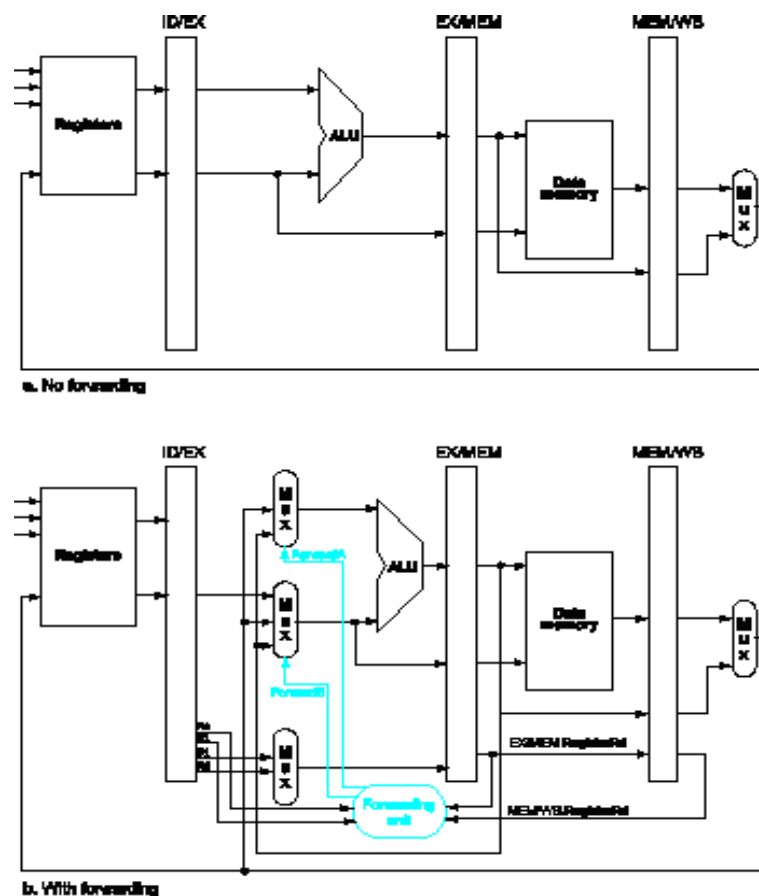 ID/EX
EX/MEM
MEM/WB
Registers
ALU
Data
memory
M
u
x
a. No forwarding
ID/EX
EX/MEM
MEM/WB
M
u
x
Registers
ForwardA
ALU
M
u
x
Data
memory
M
u
x
ForwardB
Rs
Rt
Rt
Rd
M
u
x
EX/MEM.RegisterRd
Forwarding
unit
MEM/WB.RegisterRd
b. With forwarding